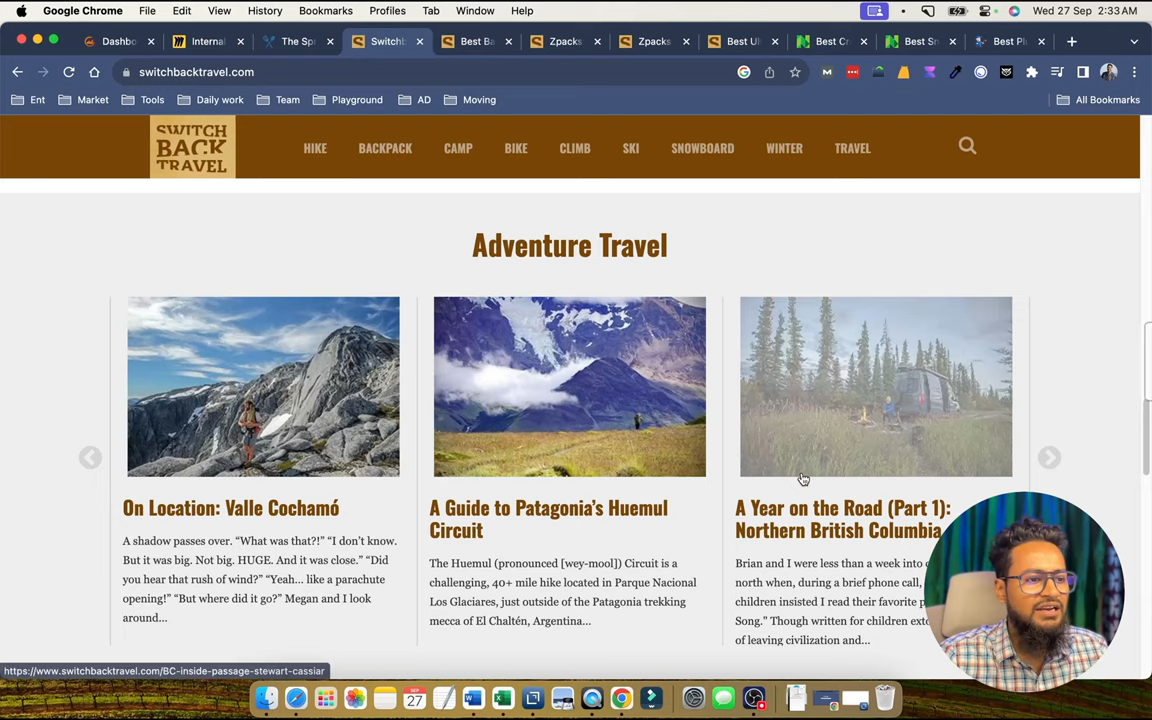 Google Chrome File Edit View History Bookmarks Profiles Tab Window Help Wed 27 Sep 2:33AM
Dashbo Internal The Spr Switchb Best Ba Zpacks Zpacks Best Ul Best Cr Best Sn Best Pl
switchbacktravel.com
Ent Market Tools Daily work Team Playground AD Moving All Bookmarks
SWITCH
BACK
TRAVEL
HIKE BACKPACK CAMP BIKE CLIMB SKI SNOWBOARD WINTER TRAVEL
Adventure Travel
On Location: Valle Cochamó
A shadow passes over. “What was that?!” “I don’t know.
But it was big. Not big. HUGE. And it was close.” “Did
you hear that rush of wind?” “Yeah... like a parachute
opening!” “But where did it go?” Megan and I look
around...
A Guide to Patagonia’s Huemul
Circuit
The Huemul (pronounced [wey-mool]) Circuit is a
challenging, 40+ mile hike located in Parque Nacional
Los Glaciares, just outside of the Patagonia trekking
mecca of El Chaltén, Argentina...
A Year on the Road (Part 1):
Northern British Columbia
Brian and I were less than a week into
north when, during a brief phone call,
children insisted I read their favorite
Song." Though written for children
of leaving civilization and...
https://www.switchbacktravel.com/BC-inside-passage-stewart-cassiar
SEP
27